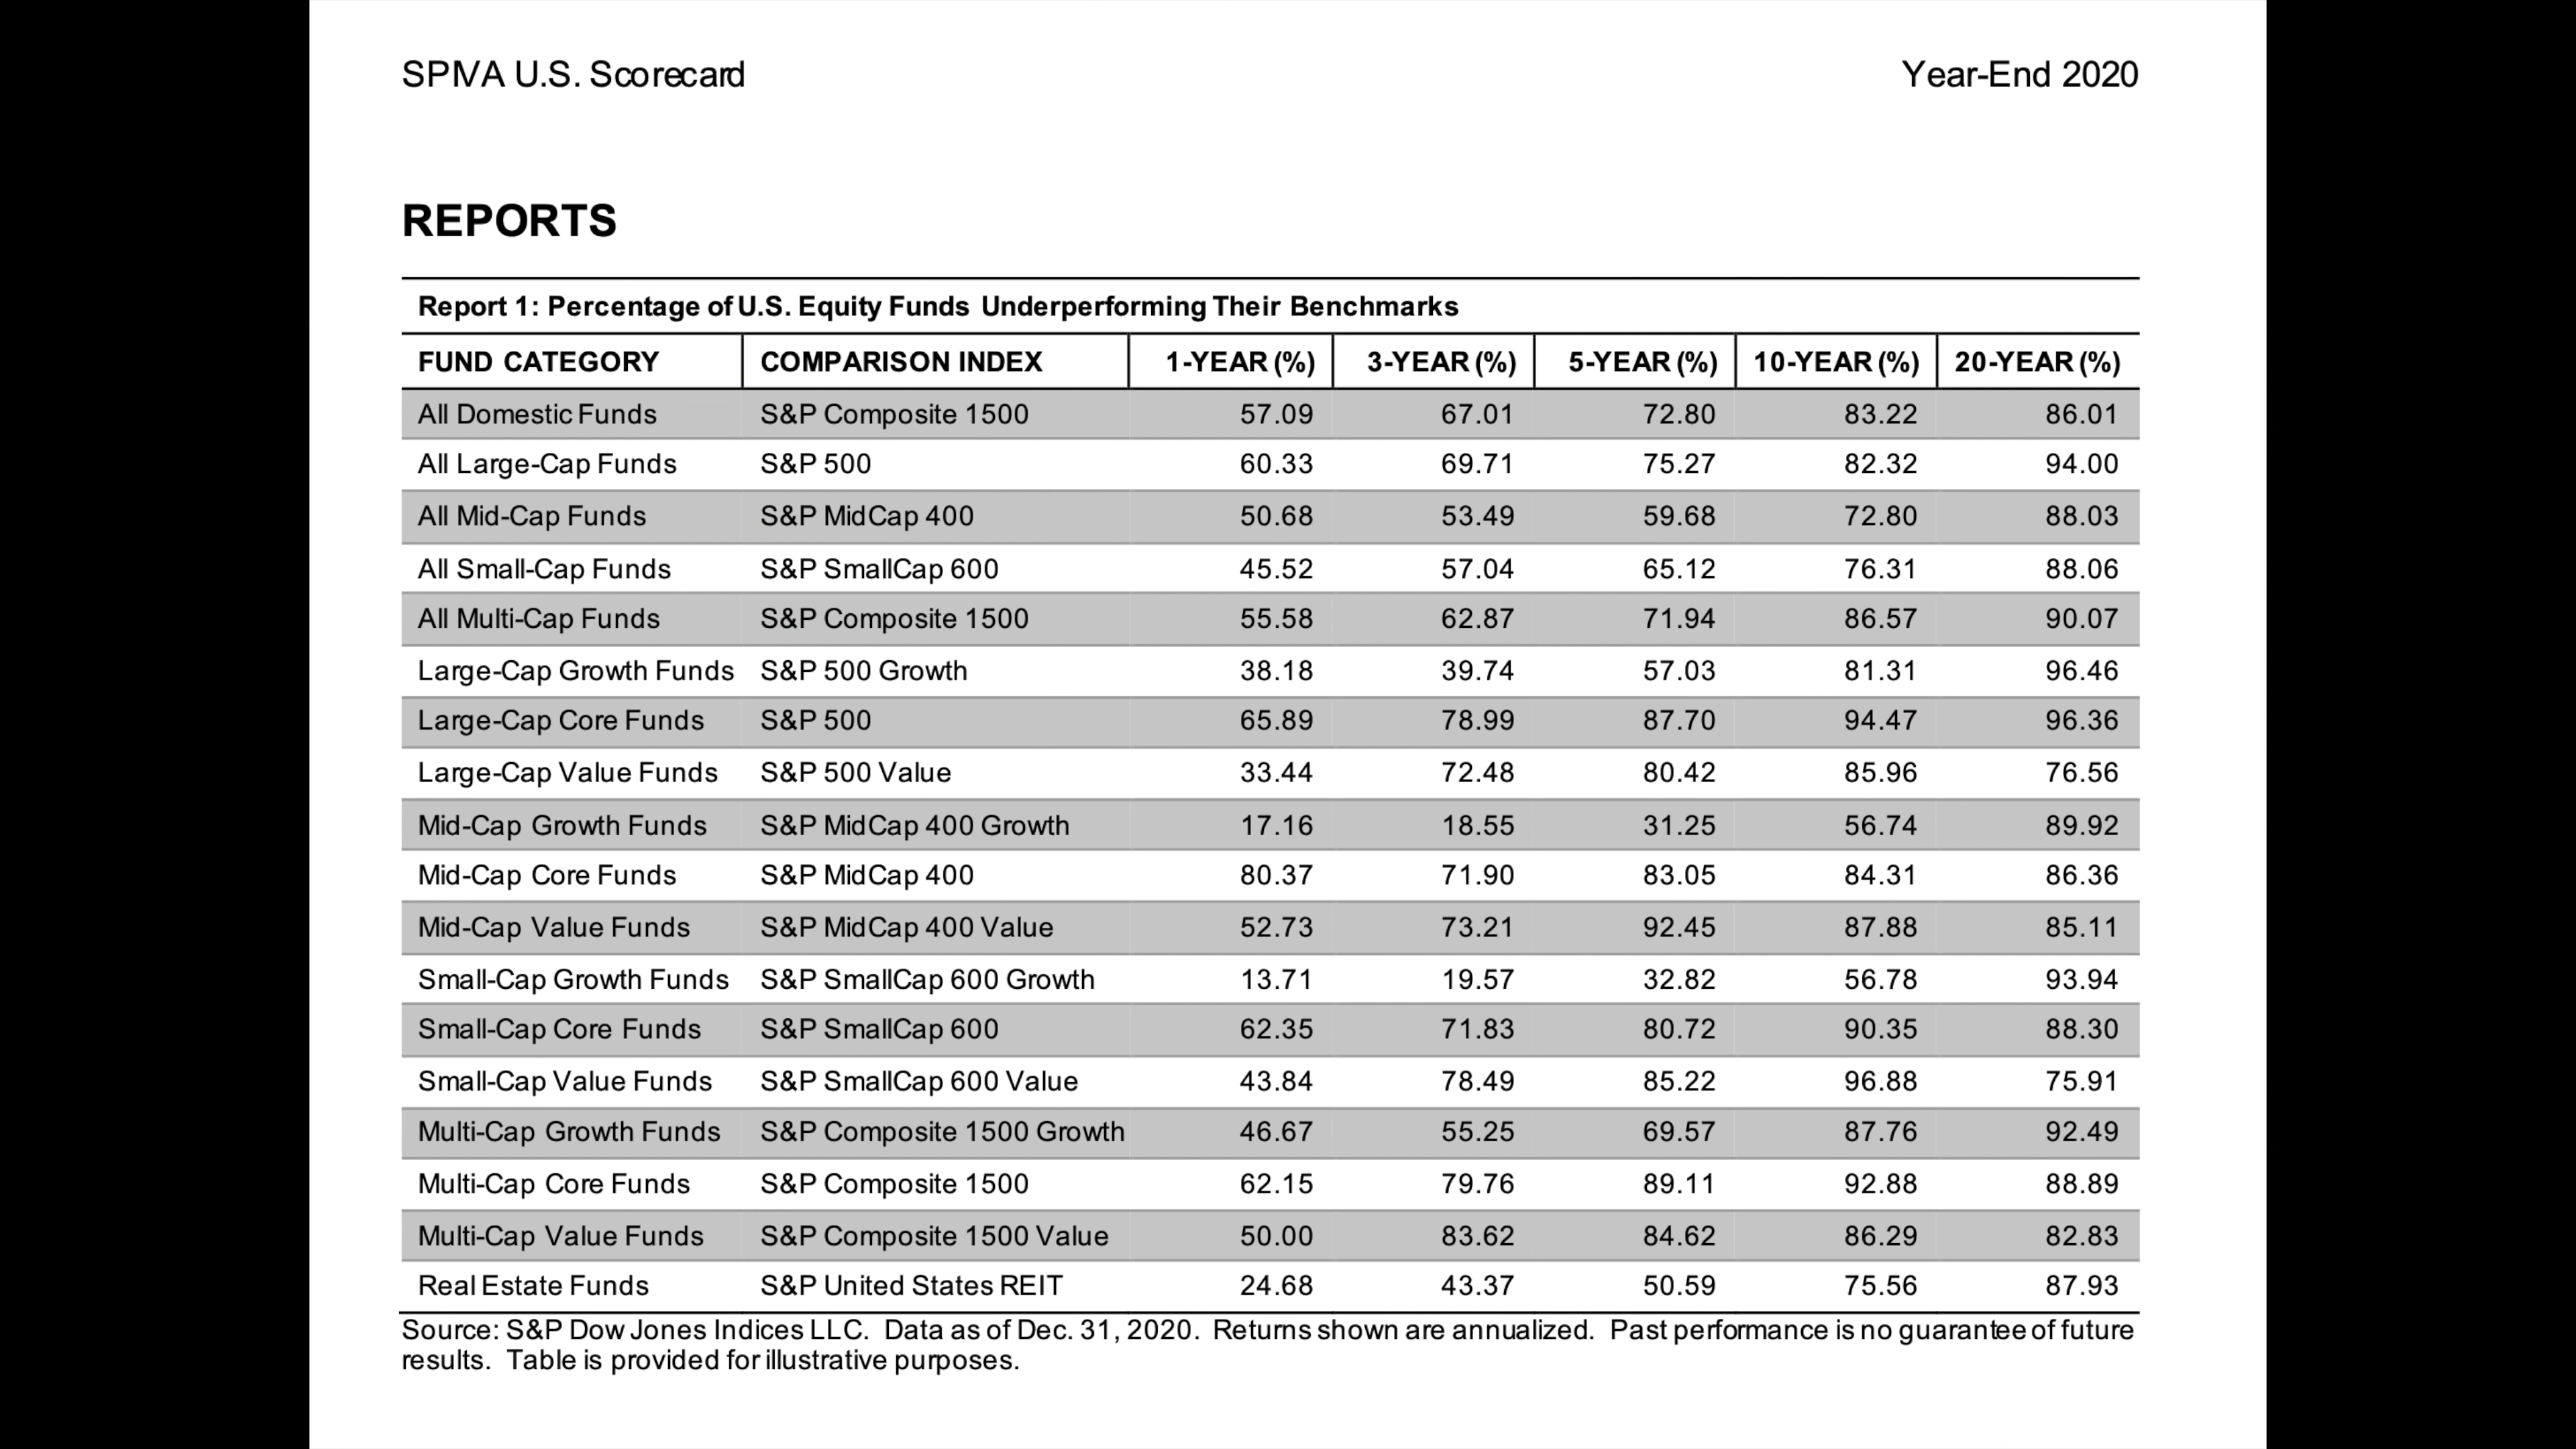 SPIVA U.S. Scorecard Year-End 2020
REPORTS
Report 1: Percentage of U.S. Equity Funds Underperforming Their Benchmarks
FUND CATEGORY COMPARISON INDEX 1-YEAR (%) 3-YEAR (%) 5-YEAR (%) 10-YEAR (%) 20-YEAR (%)
All Domestic Funds S&P Composite 1500 57.09 67.01 72.80 83.22 86.01
All Large-Cap Funds S&P 500 60.33 69.71 75.27 82.32 94.00
All Mid-Cap Funds S&P MidCap 400 50.68 53.49 59.68 72.80 88.03
All Small-Cap Funds S&P SmallCap 600 45.52 57.04 65.12 76.31 88.06
All Multi-Cap Funds S&P Composite 1500 55.58 62.87 71.94 86.57 90.07
Large-Cap Growth Funds S&P 500 Growth 38.18 39.74 57.03 81.31 96.46
Large-Cap Core Funds S&P 500 65.89 78.99 87.70 94.47 96.36
Large-Cap Value Funds S&P 500 Value 33.44 72.48 80.42 85.96 76.56
Mid-Cap Growth Funds S&P MidCap 400 Growth 17.16 18.55 31.25 56.74 89.92
Mid-Cap Core Funds S&P MidCap 400 80.37 71.90 83.05 84.31 86.36
Mid-Cap Value Funds S&P MidCap 400 Value 52.73 73.21 92.45 87.88 85.11
Small-Cap Growth Funds S&P SmallCap 600 Growth 13.71 19.57 32.82 56.78 93.94
Small-Cap Core Funds S&P SmallCap 600 62.35 71.83 80.72 90.35 88.30
Small-Cap Value Funds S&P SmallCap 600 Value 43.84 78.49 85.22 96.88 75.91
Multi-Cap Growth Funds S&P Composite 1500 Growth 46.67 55.25 69.57 87.76 92.49
Multi-Cap Core Funds S&P Composite 1500 62.15 79.76 89.11 92.88 88.89
Multi-Cap Value Funds S&P Composite 1500 Value 50.00 83.62 84.62 86.29 82.83
Real Estate Funds S&P United States REIT 24.68 43.37 50.59 75.56 87.93
Source: S&P Dow Jones Indices LLC. Data as of Dec. 31, 2020. Returns shown are annualized. Past performance is no guarantee of future
results. Table is provided for illustrative purposes.